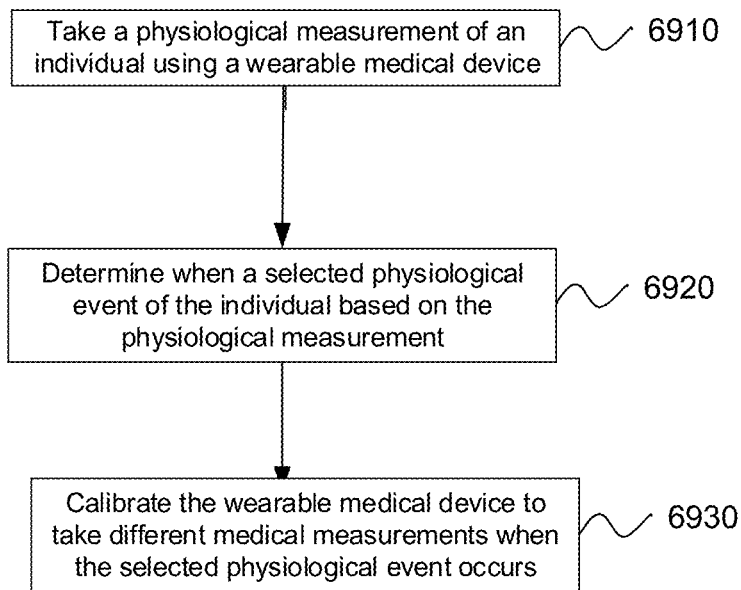 Take a physiological measurement of an
individual using a wearable medical device
6910
Determine when a selected physiological
event of the individual based on the
physiological measurement
6920
Calibrate the wearable medical device to
take different medical measurements when
the selected physiological event occurs
6930